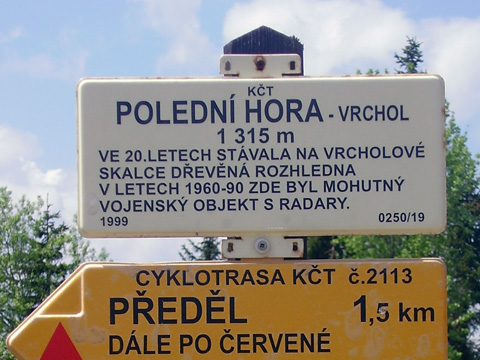 KČT
POLEDNÍ HORA - VRCHOL
1 315 m
VE 20.LETECH STÁVALA NA VRCHOLOVÉ
SKALCE DŘEVĚNÁ ROZHLEDNA
V LETECH 1960-90 ZDE BYL MOHUTNÝ
VOJENSKÝ OBJEKT S RADARY.
1999 0250/19
CYKLOTRASA KČT č.2113
PŘEDĚL 1,5 km
DÁLE PO ČERVENÉ